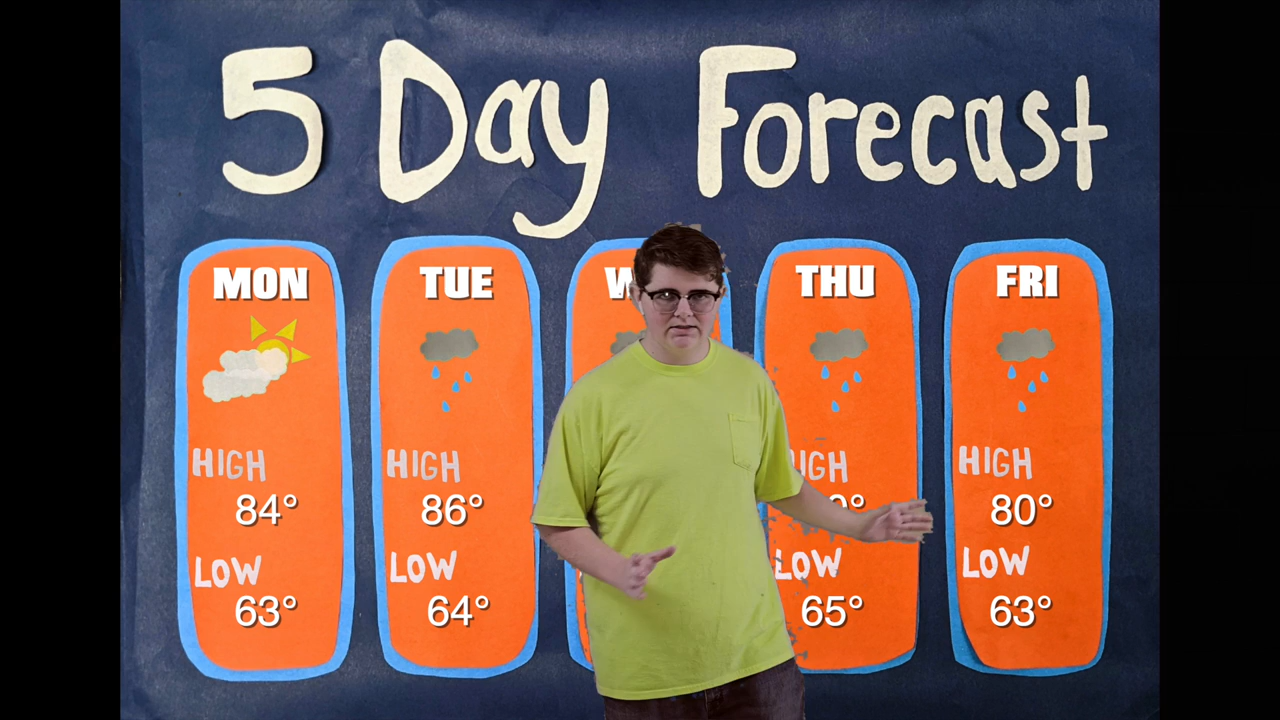 5 Day Forecast
MON TUE THU FRI
HIGH HIGH HIGH
84° 86° 80°
LOW LOW LOW LOW
63° 64° 65° 63°